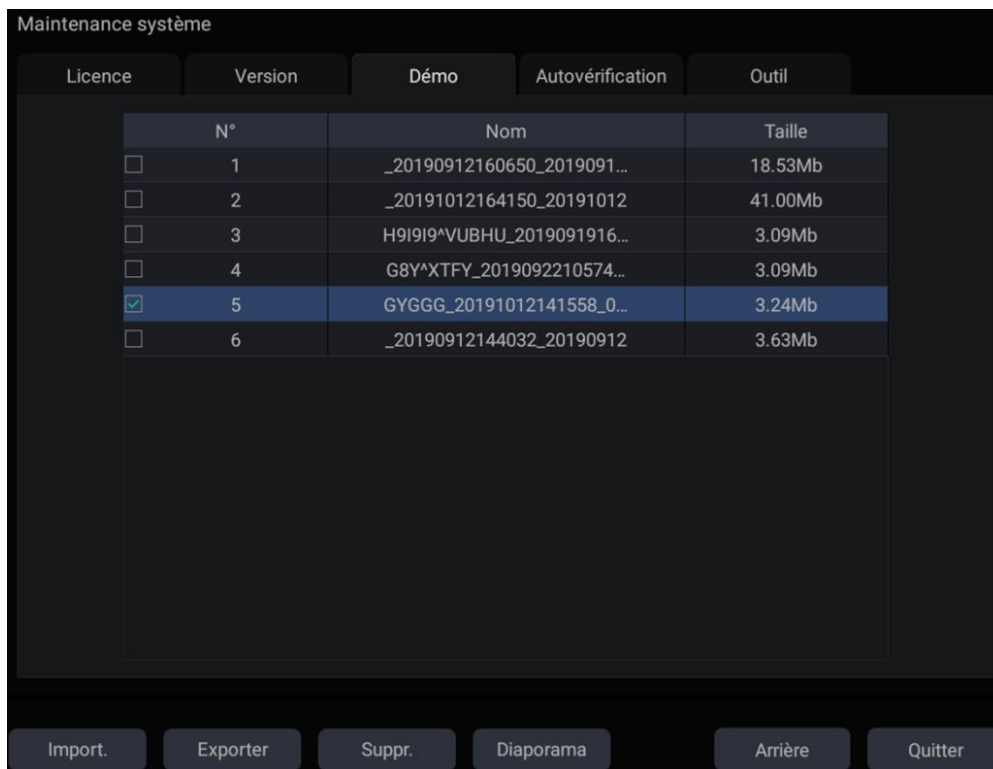 Maintenance système
Licence Version Démo Autovérification Outil
N° Nom Taille
1 _20190912160650_2019091... 18.53Mb
2 _20191012164150_20191012 41.00Mb
3 H9I9I9^VUBHU_2019091916... 3.09Mb
4 G8Y^XTFY_2019092210574... 3.09Mb
5 GYGGG_20191012141558_0... 3.24Mb
6 _20190912144032_20190912 3.63Mb
Import. Exporter Suppr. Diaporama Arrière Quitter